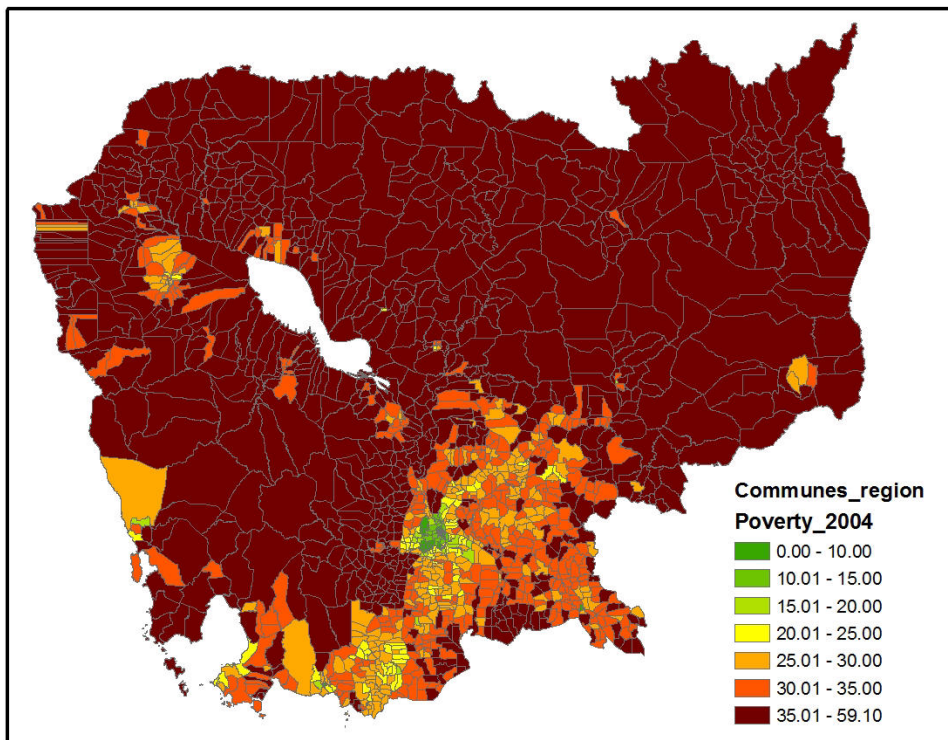 Communes_region
Poverty_2004
0.00 - 10.00
10.01 - 15.00
15.01 - 20.00
20.01 - 25.00
25.01 - 30.00
30.01 - 35.00
35.01 - 59.10